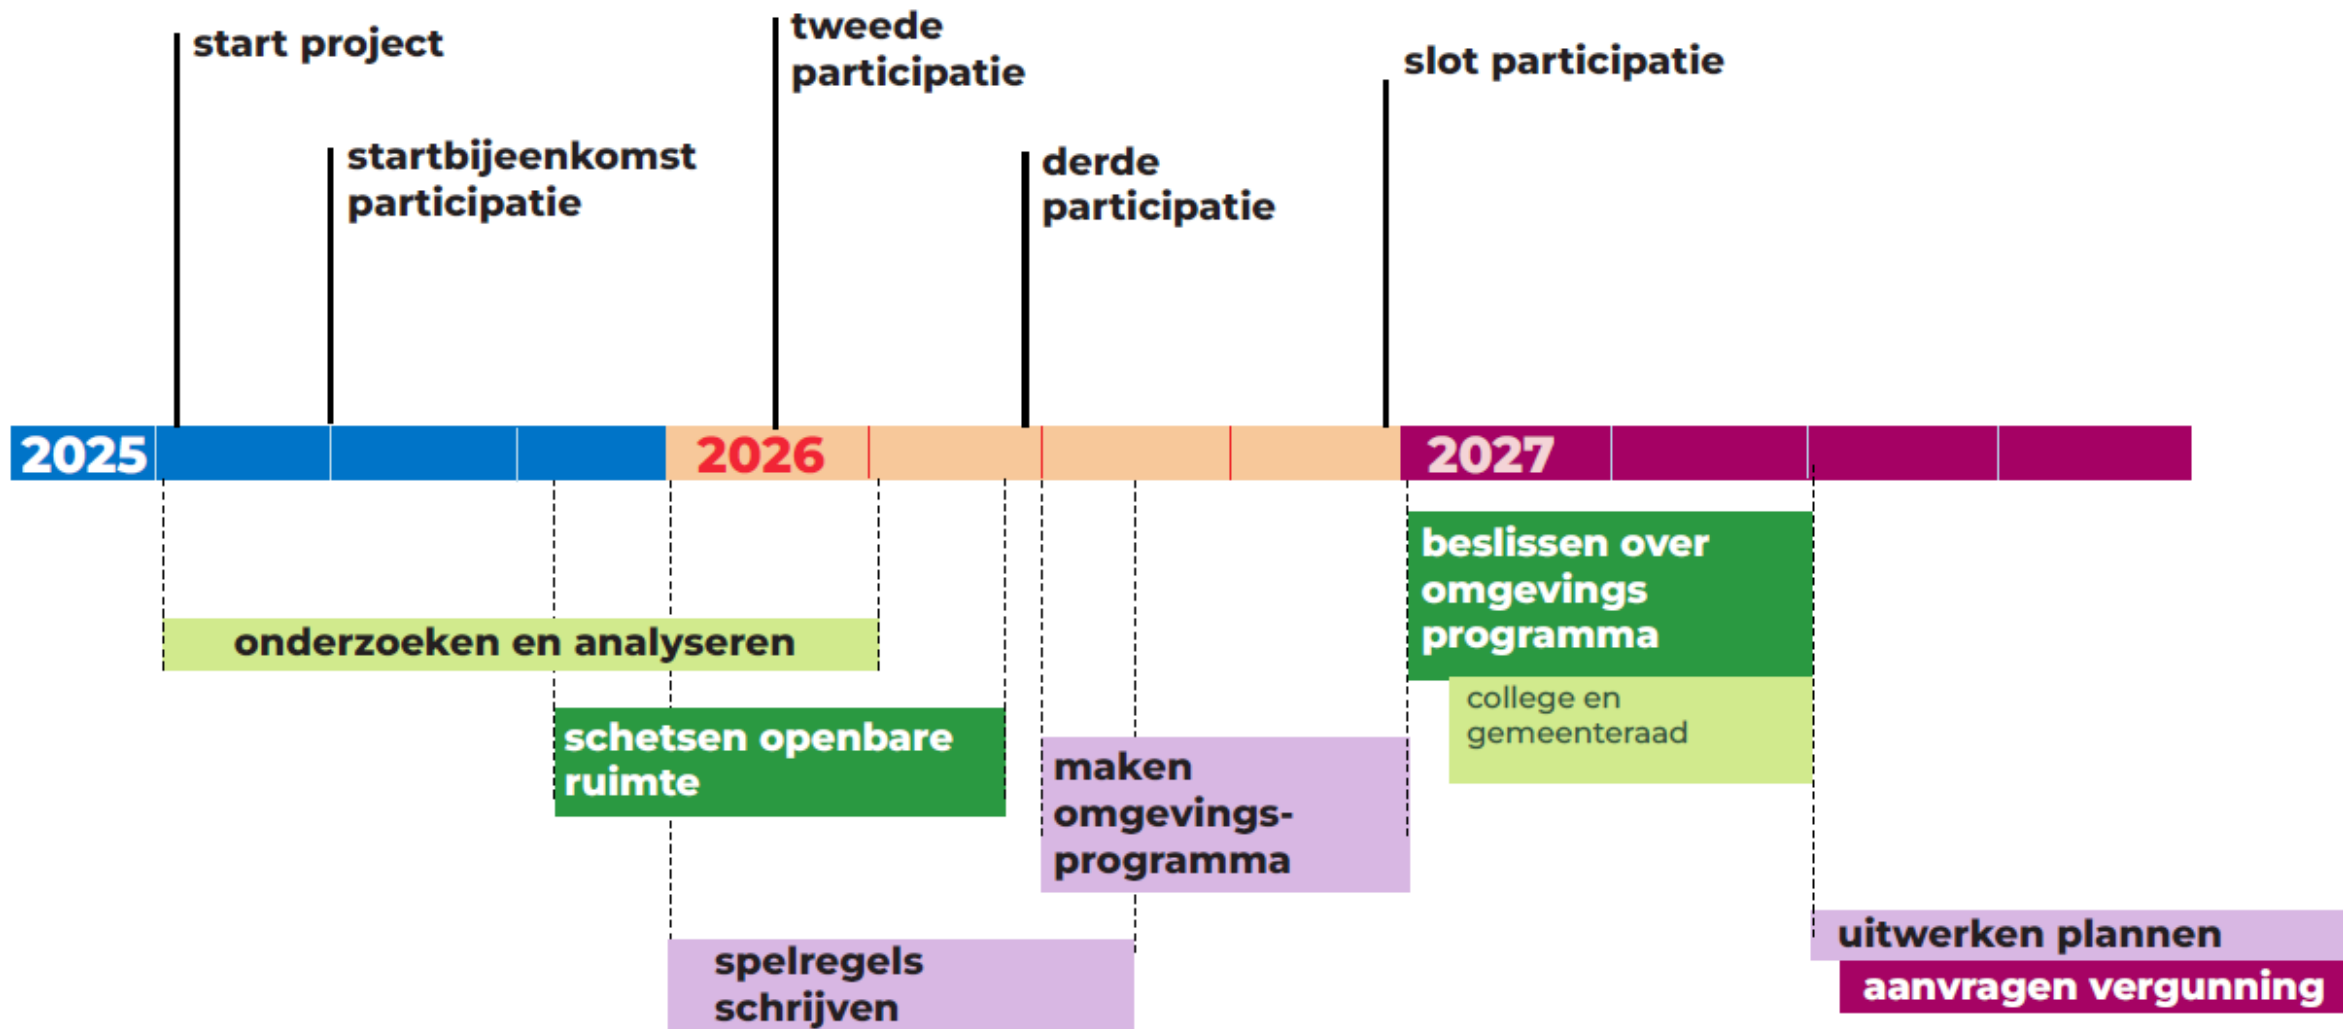 start project
startbijeenkomst
participatie
tweede
participatie
derde
participatie
slot participatie
2025
2026
2027
onderzoeken en analyseren
schetsen openbare
ruimte
spelregels
schrijven
maken
omgevings-
programma
beslissen over
omgevings
programma
college en
gemeenteraad
uitwerken plannen
aanvragen vergunning